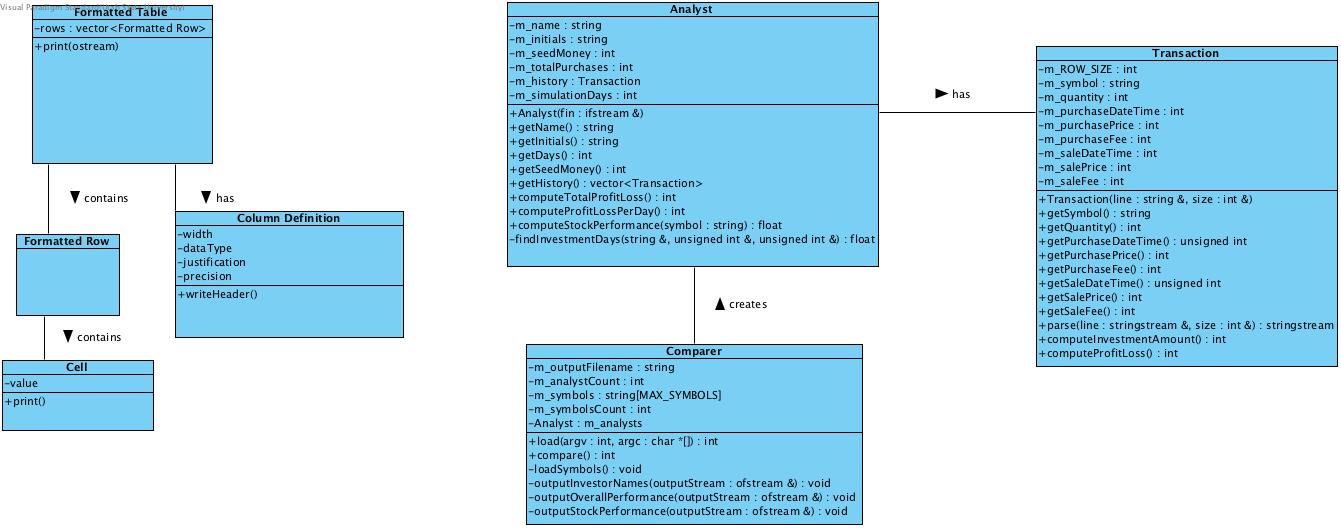 Visual Paradigm
Formatted Table
-rows : vector<Formatted Row>
+print(ostream)
contains
has
Formatted Row
contains
Cell
-value
+print()
Column Definition
-width
-dataType
-justification
-precision
+writeHeader()
Analyst
-m_name : string
-m_initials : string
-m_seedMoney : int
-m_totalPurchases : int
-m_history : Transaction
-m_simulationDays : int
+Analyst(fin : ifstream &)
+getName() : string
+getInitials() : string
+getDays() : int
+getSeedMoney() : int
+getHistory() : vector<Transaction>
+computeTotalProfitLoss() : int
+computeProfitLossPerDay() : int
+computeStockPerformance(symbol : string) : float
-findInvestmentDays(string &, unsigned int &, unsigned int &) : float
has
creates
Comparer
-m_outputFilename : string
-m_analystCount : int
-m_symbols : string[MAX_SYMBOLS]
-m_symbolsCount : int
-Analyst : m_analysts
+load(argv : int, argc : char *[]) : int
+compare() : int
-loadSymbols() : void
-outputInvestorNames(outputStream : ofstream &) : void
-outputOverallPerformance(outputStream : ofstream &) : void
-outputStockPerformance(outputStream : ofstream &) : void
Transaction
-m_ROW_SIZE : int
-m_symbol : string
-m_quantity : int
-m_purchaseDateTime : int
-m_purchasePrice : int
-m_purchaseFee : int
-m_saleDateTime : int
-m_salePrice : int
-m_saleFee : int
+Transaction(line : string &, size : int &)
+getSymbol() : string
+getQuantity() : int
+getPurchaseDateTime() : unsigned int
+getPurchasePrice() : int
+getPurchaseFee() : int
+getSaleDateTime() : unsigned int
+getSalePrice() : int
+getSaleFee() : int
+parse(line : stringstream &, size : int &) : stringstream
+computeInvestmentAmount() : int
+computeProfitLoss() : int